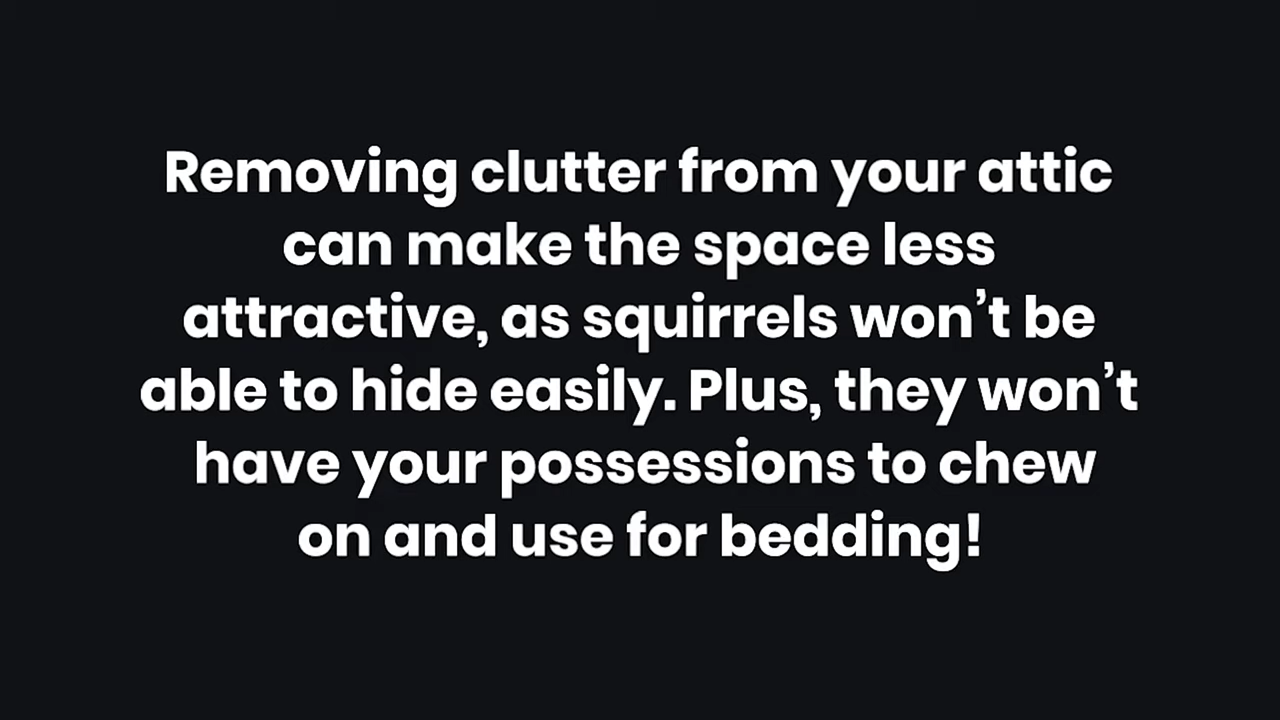 Removing clutter from your attic
can make the space less
attractive, as squirrels won’t be
able to hide easily. Plus, they won’t
have your possessions to chew
on and use for bedding!